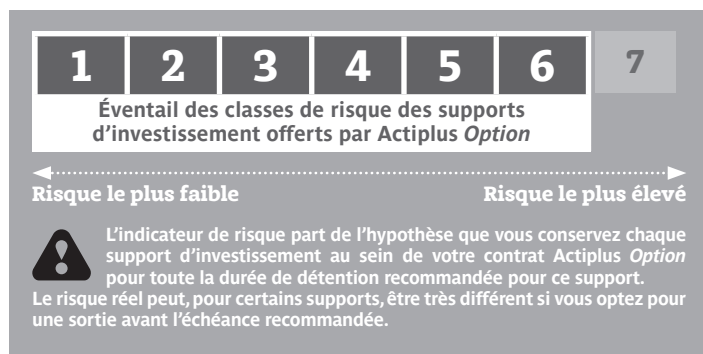 1 2 3 4 5 6 7
Éventail des classes de risque des supports
d'investissement offerts par Actiplus Option
Risque le plus faible Risque le plus élevé
L'indicateur de risque part de l'hypothèse que vous conservez chaque
support d'investissement au sein de votre contrat Actiplus Option
pour toute la durée de détention recommandée pour ce support.
Le risque réel peut, pour certains supports, être très différent si vous optez pour
une sortie avant l'échéance recommandée.